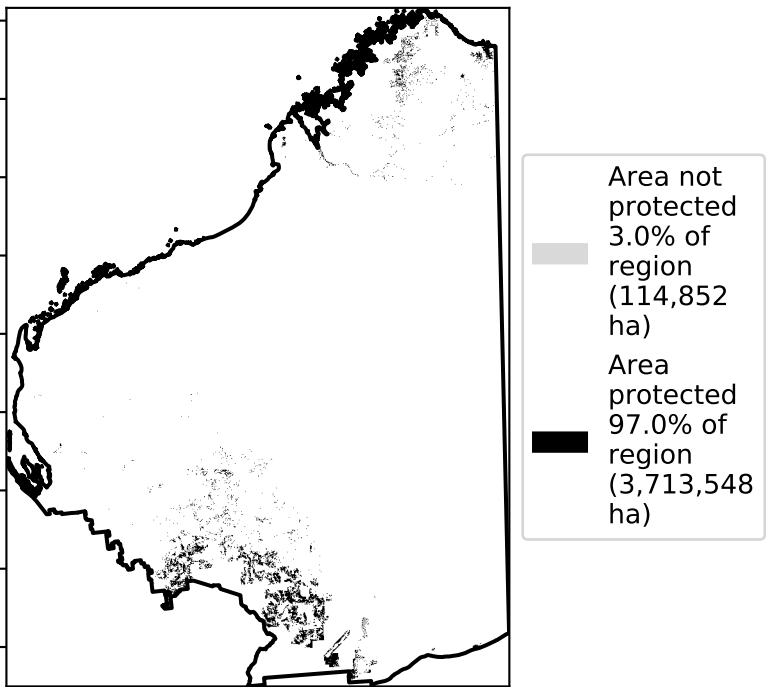 Area not
protected
3.0% of
region
(114,852
ha)
Area
protected
97.0% of
region
(3,713,548
ha)